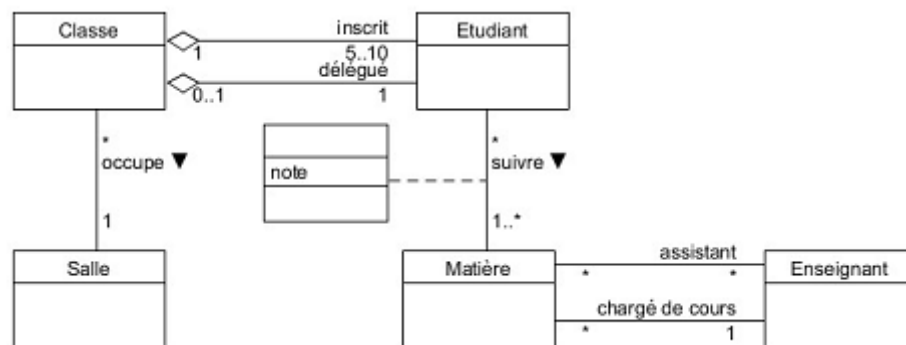 Classe
inscrit
Etudiant
1
5..10
délégué
0..1
1
*
occupe ▼
note
*
suivre ▼
1
1..*
Salle
Matière
assistant
Enseignant
*
*
chargé de cours
*
1